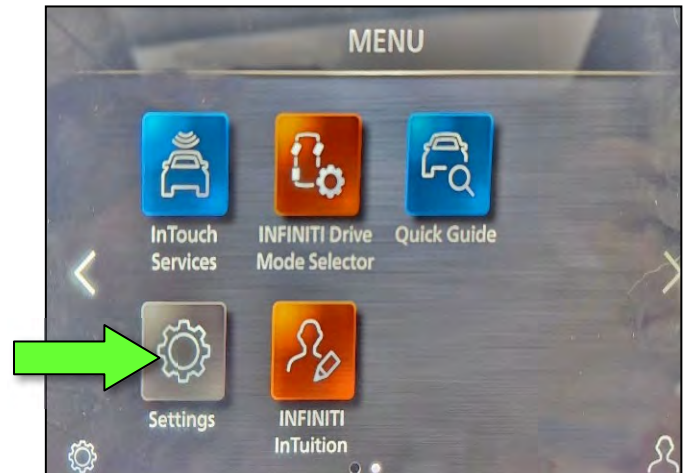 MENU
InTouch
Services
INFINITI Drive
Mode Selector
Quick Guide
Settings
INFINITI
InTuition